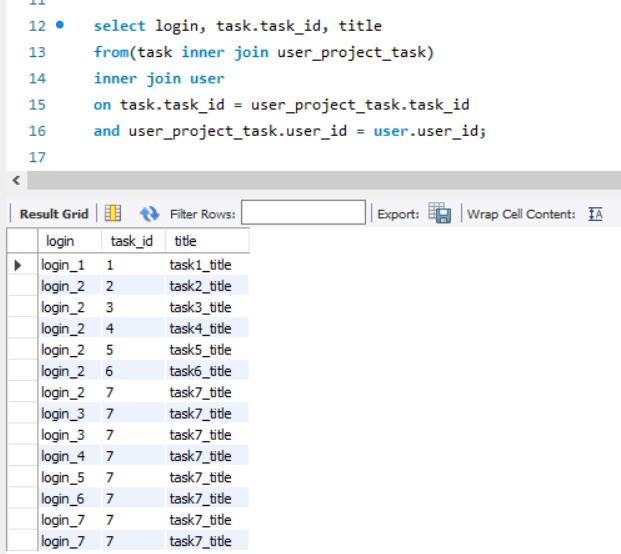 12 select login, task.task_id, title
13 from(task inner join user_project_task)
14 inner join user
15 on task.task_id = user_project_task.task_id
16 and user_project_task.user_id = user.user_id;
17
Result Grid Filter Rows: Export: Wrap Cell Content: IA
login task_id title
login_1 1 task1_title
login_2 2 task2_title
login_2 3 task3_title
login_2 4 task4_title
login_2 5 task5_title
login_2 6 task6_title
login_2 7 task7_title
login_3 7 task7_title
login_3 7 task7_title
login_4 7 task7_title
login_5 7 task7_title
login_6 7 task7_title
login_7 7 task7_title
login_7 7 task7_title